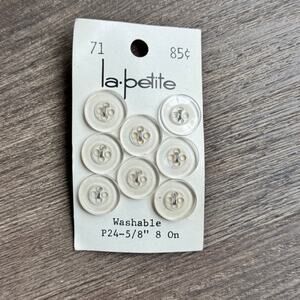 71 85¢
la·petite
Washable
P24-5/8" 8 On